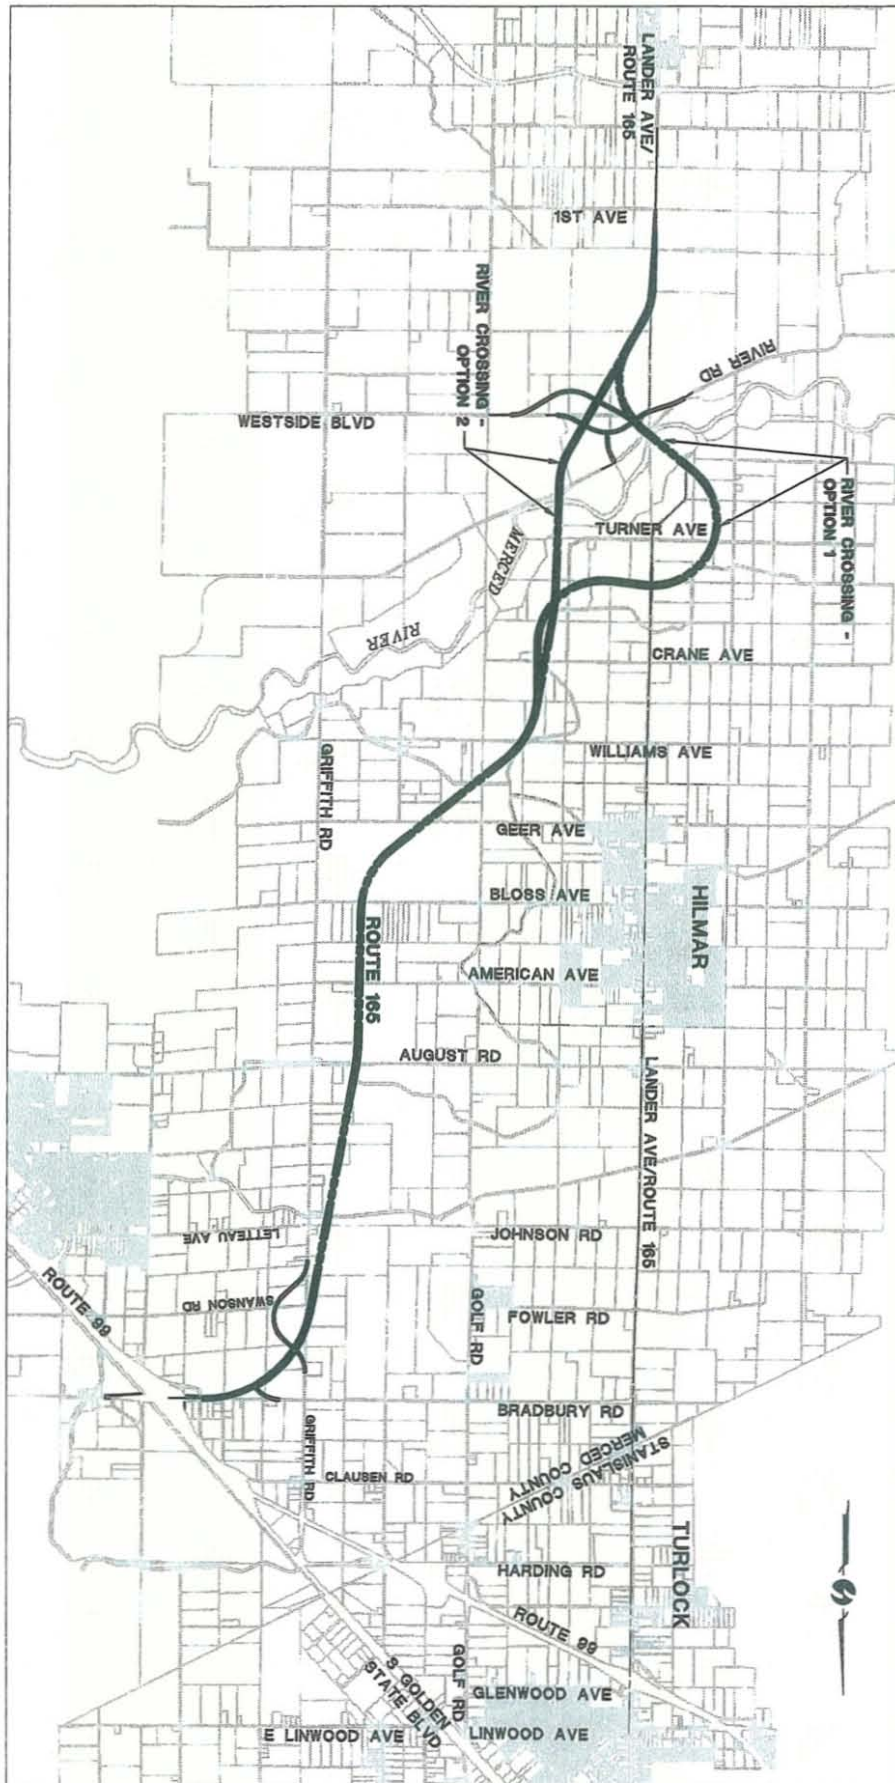 LANDER AVE/
ROUTE 165
1ST AVE
RIVER CROSSING -
OPTION 2
RIVER RD
WESTSIDE BLVD
RIVER CROSSING -
OPTION 1
TURNER AVE
MERCED
RIVER
CRANE AVE
WILLIAMS AVE
GRIFFITH RD
GEER AVE
BLOSS AVE
HILMAR
ROUTE 165
AMERICAN AVE
AUGUST RD
LANDER AVE/ROUTE 165
LETTEAU AVE
JOHNSON RD
ROUTE 99
SWANSON RD
GOLF RD
FOWLER RD
BRADBURY RD
GRIFFITH RD
CLAUSEN RD
STANISLAUS COUNTY
MERCED COUNTY
TURLOCK
HARDING RD
ROUTE 99
S GOLDEN
STATE BLVD
GOLF RD
GLENWOOD AVE
E LINWOOD AVE
LINWOOD AVE